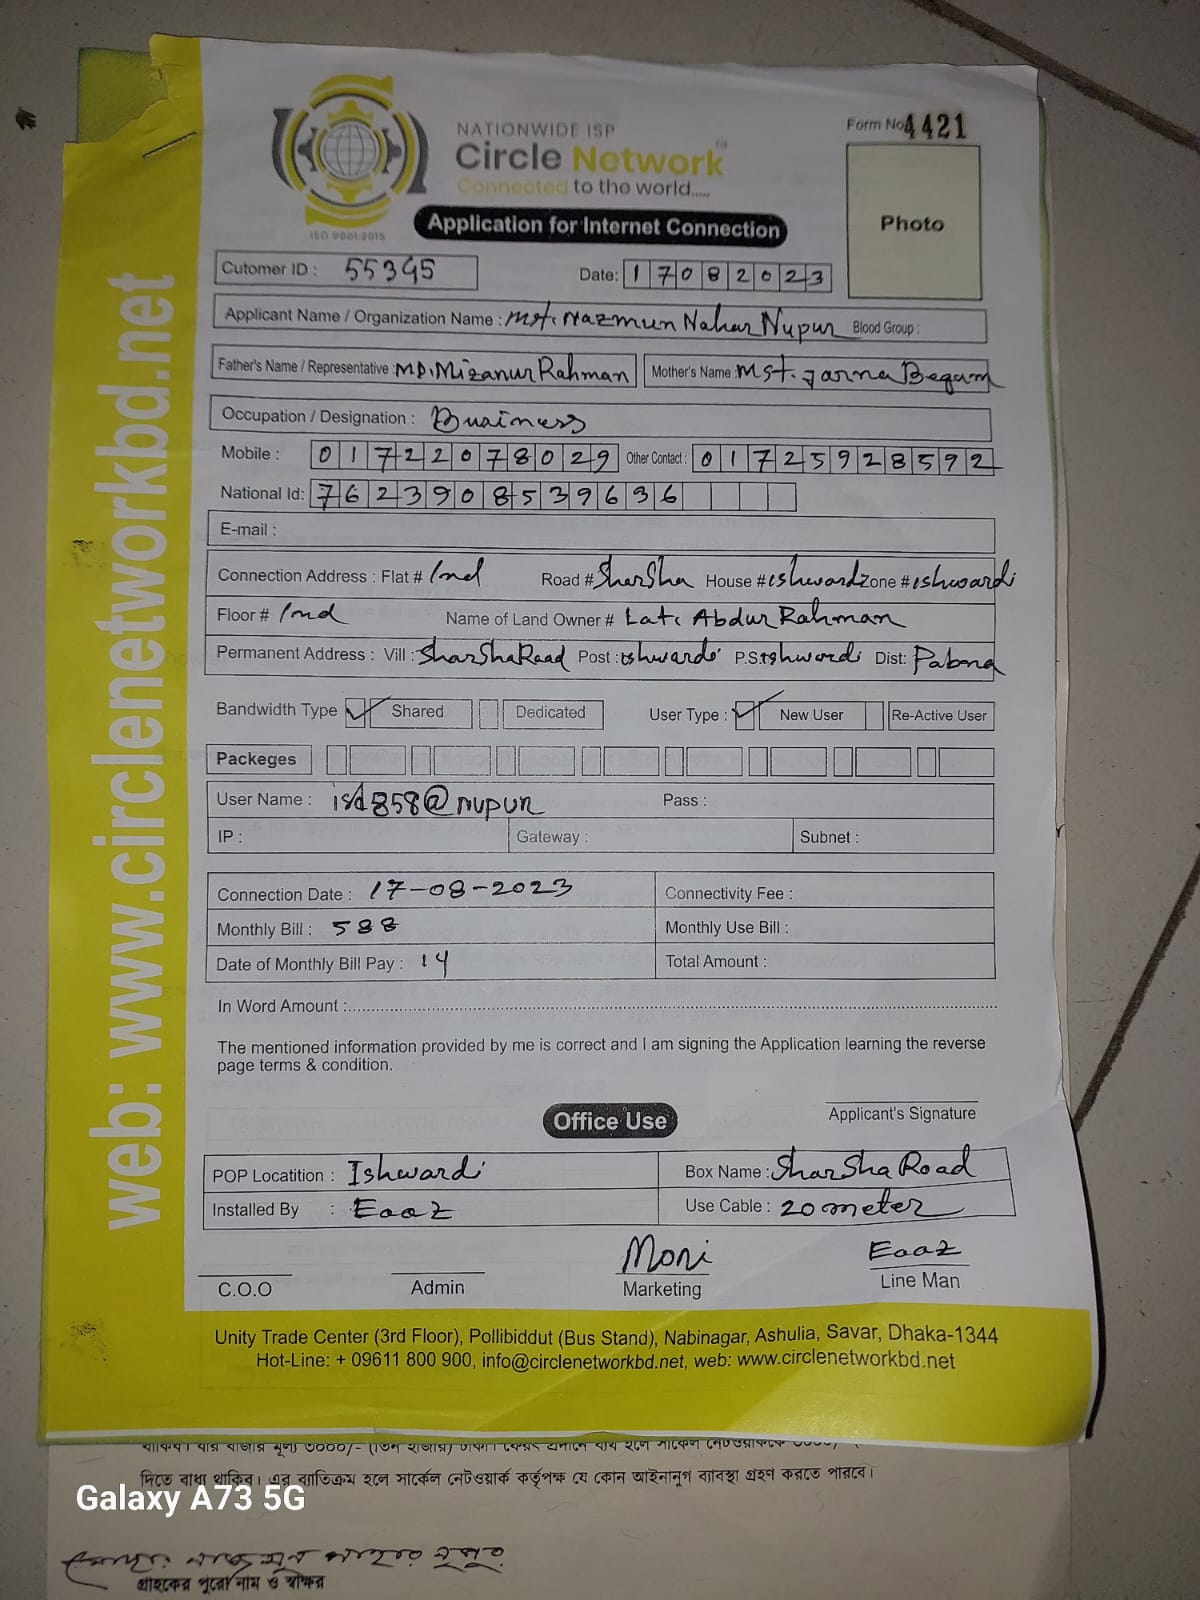 Form No 4421
NATIONWIDE ISP
Circle Network
Connected to the world.....
ISO 9001:2015
Application for Internet Connection
Photo
Cutomer ID : 55345 Date: 17082023
Applicant Name / Organization Name : Mst. Nazmun Nahar Nupur Blood Group :
Father's Name / Representative : MD. Mizanur Rahman Mother's Name : Mst. Jarna Begum
Occupation / Designation : Business
Mobile : 01722078029 Other Contact : 01725928592
National Id: 7623908539636
E-mail :
Connection Address : Flat # Ind Road # SharSha House # ishwardi Zone # ishwardi
Floor # Ind Name of Land Owner # Late Abdur Rahman
Permanent Address : Vill : SharSha Road Post : ishwardi P.S: ishwardi Dist: Pabna
Bandwidth Type Shared Dedicated User Type : New User Re-Active User
Packeges
User Name : isd858@nupur Pass :
IP : Gateway : Subnet :
Connection Date : 17-08-2023 Connectivity Fee :
Monthly Bill : 588 Monthly Use Bill :
Date of Monthly Bill Pay : 14 Total Amount :
In Word Amount :
The mentioned information provided by me is correct and I am signing the Application learning the reverse
page terms & condition.
Applicant's Signature
Office Use
POP Locatition : Ishwardi Box Name : SharSha Road
Installed By : Eaaz Use Cable : 20 meter
Moni Eaaz
C.O.O Admin Marketing Line Man
Unity Trade Center (3rd Floor), Pollibiddut (Bus Stand), Nabinagar, Ashulia, Savar, Dhaka-1344
Hot-Line: + 09611 800 900, info@circlenetworkbd.net, web: www.circlenetworkbd.net
web: www.circlenetworkbd.net
দিতে বাধা থাকিব। এর ব্যতিক্রম হলে সার্কেল নেটওয়ার্ক কর্তৃপক্ষ যে কোন আইনানুগ ব্যাবস্থা গ্রহণ করতে পারবে।
Galaxy A73 5G
মোছাঃ নাজমুন নাহার নুপুর
গ্রাহকের পুরো নাম ও স্বাক্ষর